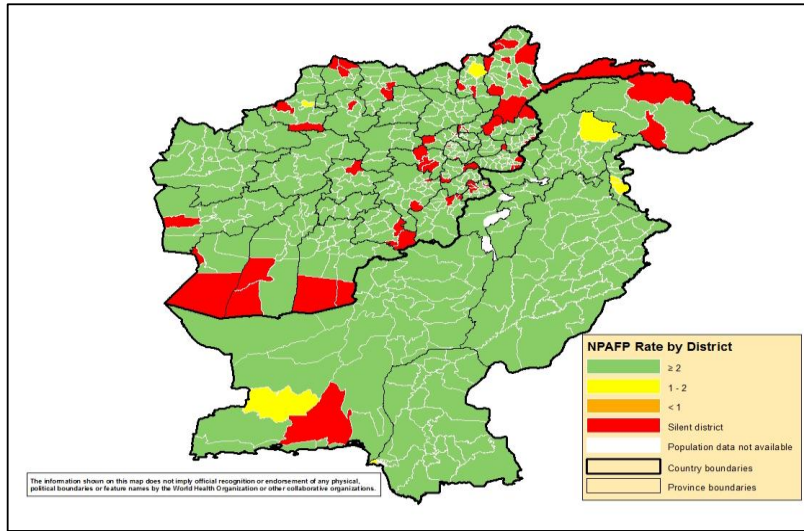 NPAFP Rate by District
≥ 2
1 - 2
< 1
Silent district
Population data not available
Country boundaries
Province boundaries
The information shown on this map does not imply official recognition or endorsement of any physical,
political boundaries or feature names by the World Health Organization or other collaborative organizations.